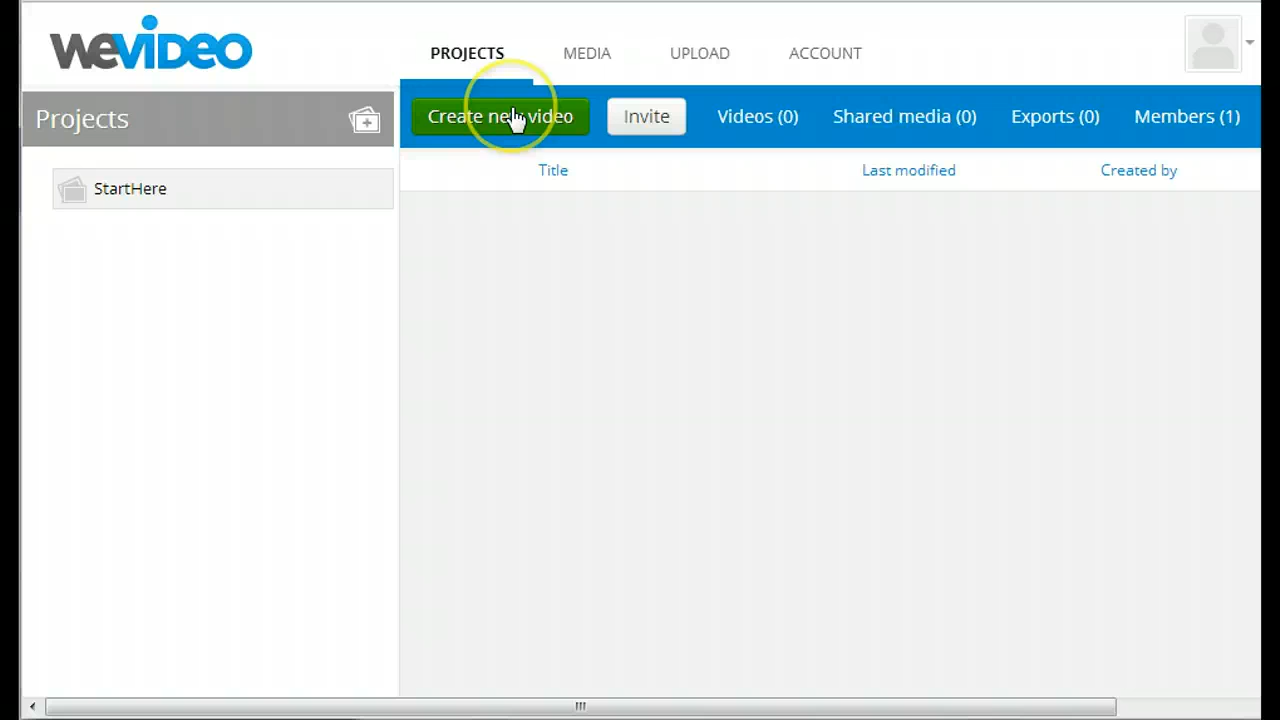 WeVIDEO
PROJECTS MEDIA UPLOAD ACCOUNT
Projects
Create new video Invite Videos (0) Shared media (0) Exports (0) Members (1)
Title Last modified Created by
StartHere